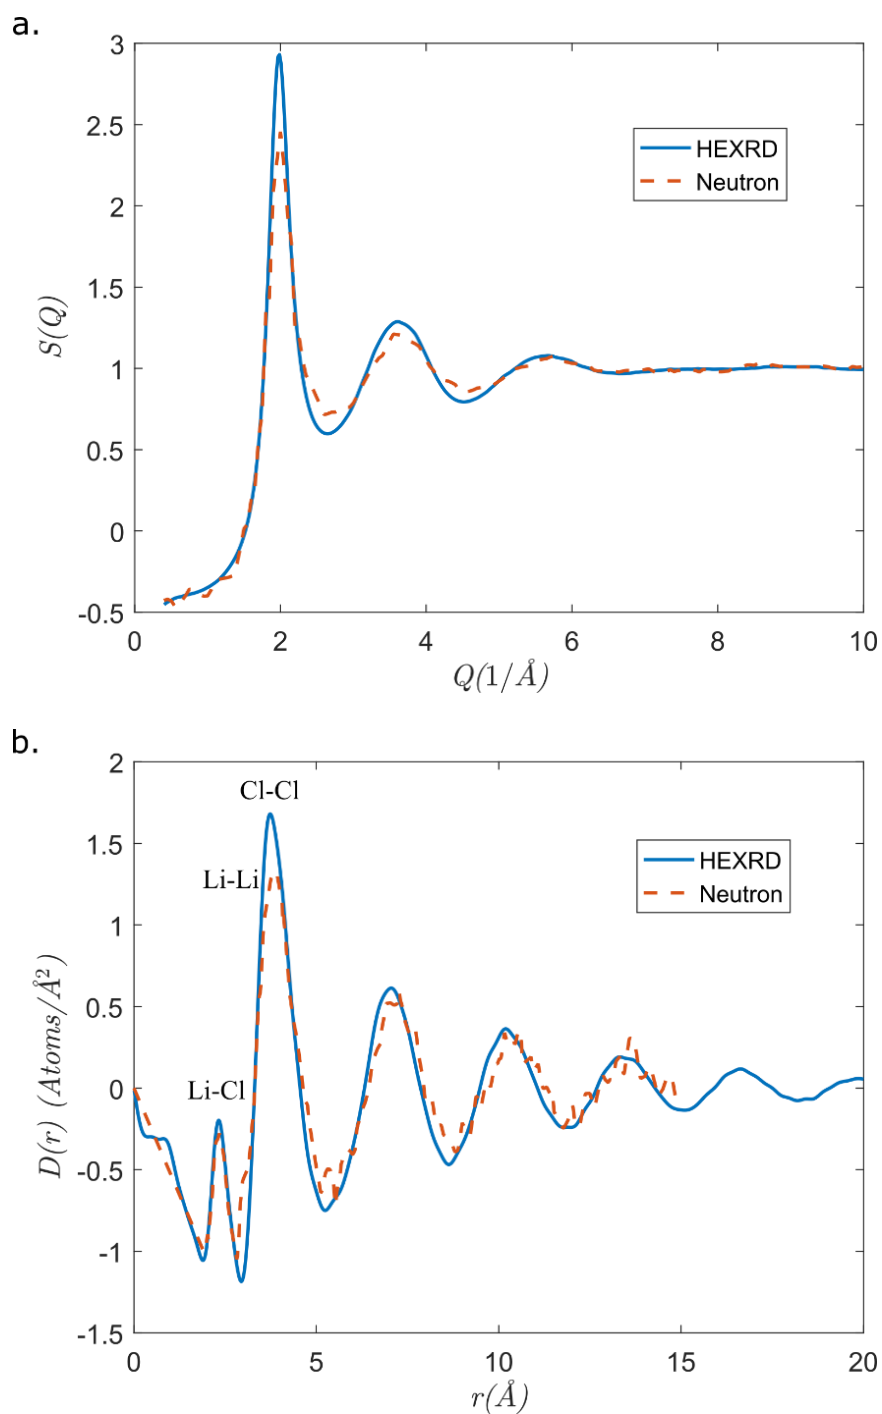 a.
3
2.5
2
1.5
1
0.5
0
-0.5
S(Q)
HEXRD
Neutron
0 2 4 6 8 10
Q(1/Å)
b.
2
1.5
1
0.5
0
-0.5
-1
-1.5
D(r) (Atoms/Å²)
Cl-Cl
Li-Li
Li-Cl
HEXRD
Neutron
0 5 10 15 20
r(Å)